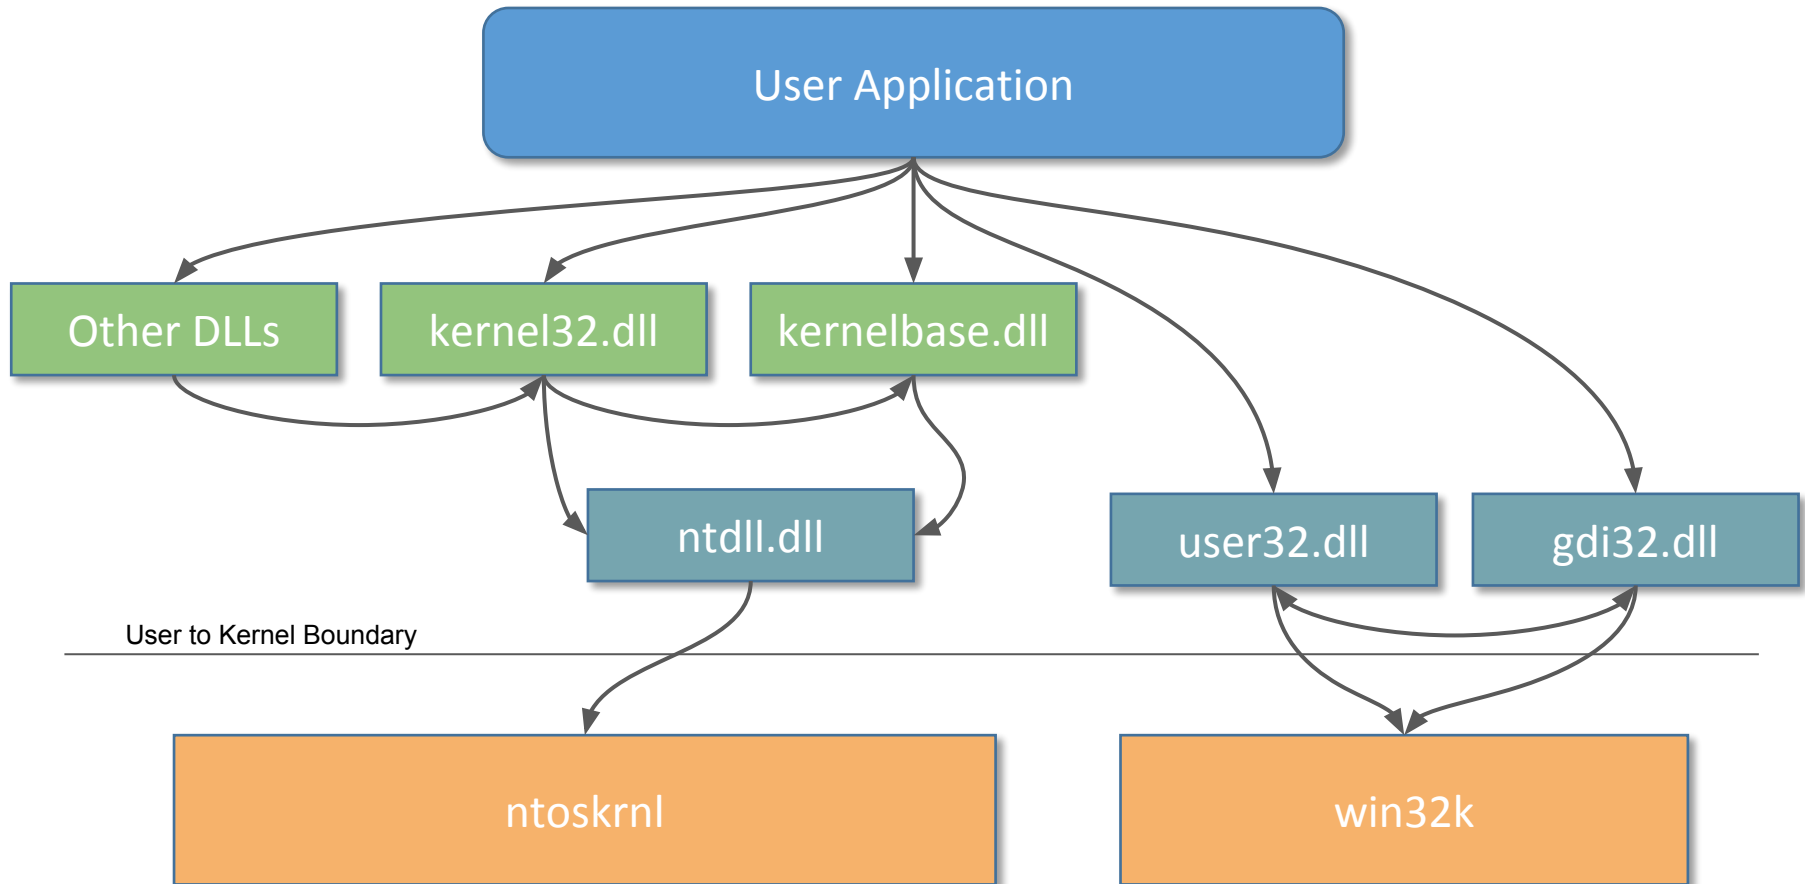 User Application
Other DLLs
kernel32.dll
kernelbase.dll
ntdll.dll
user32.dll
gdi32.dll
User to Kernel Boundary
ntoskrnl
win32k